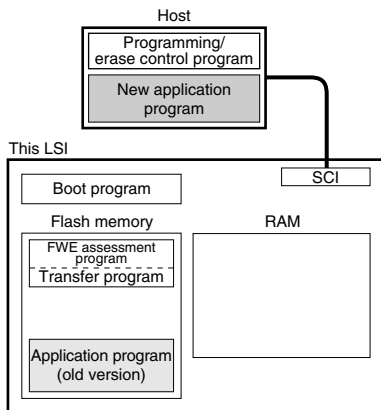 Host
Programming/
erase control program
New application
program
This LSI
SCI
Boot program
Flash memory
RAM
FWE assessment
program
Transfer program
Application program
(old version)